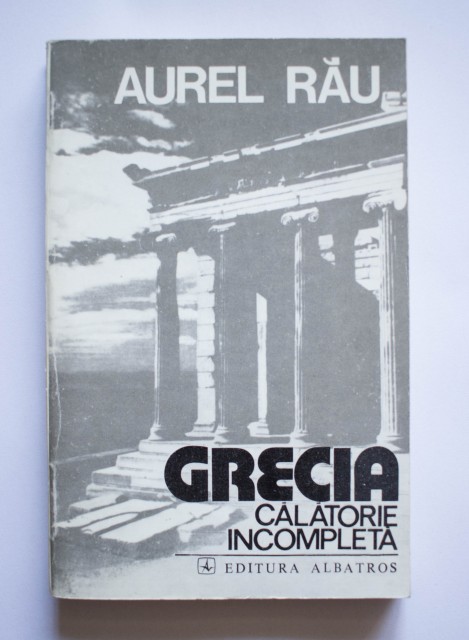 AUREL RĂU
GRECIA
CĂLĂTORIE
INCOMPLETĂ
EDITURA ALBATROS